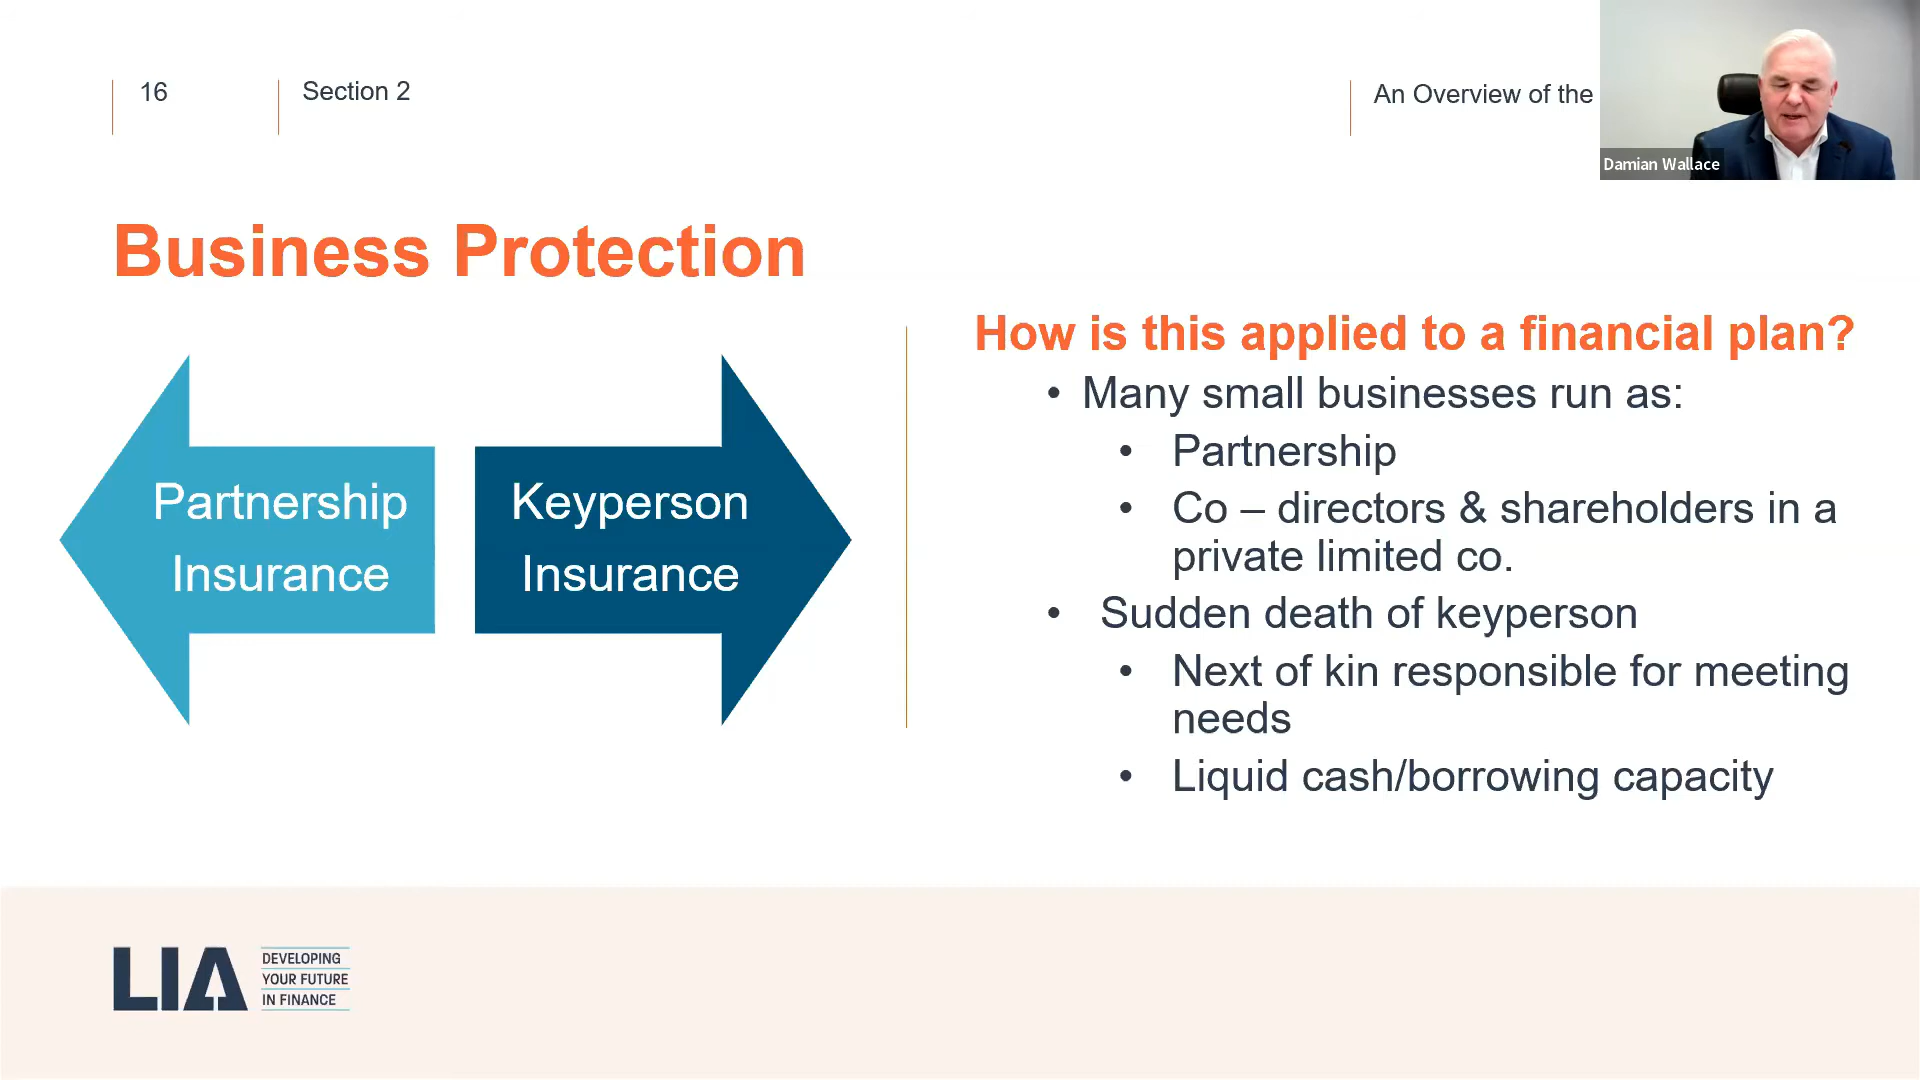 16
Section 2
An Overview of the
Damian Wallace
Business Protection
Partnership
Insurance
Keyperson
Insurance
How is this applied to a financial plan?
• Many small businesses run as:
• Partnership
• Co – directors & shareholders in a
private limited co.
• Sudden death of keyperson
• Next of kin responsible for meeting
needs
• Liquid cash/borrowing capacity
LIA
DEVELOPING
YOUR FUTURE
IN FINANCE